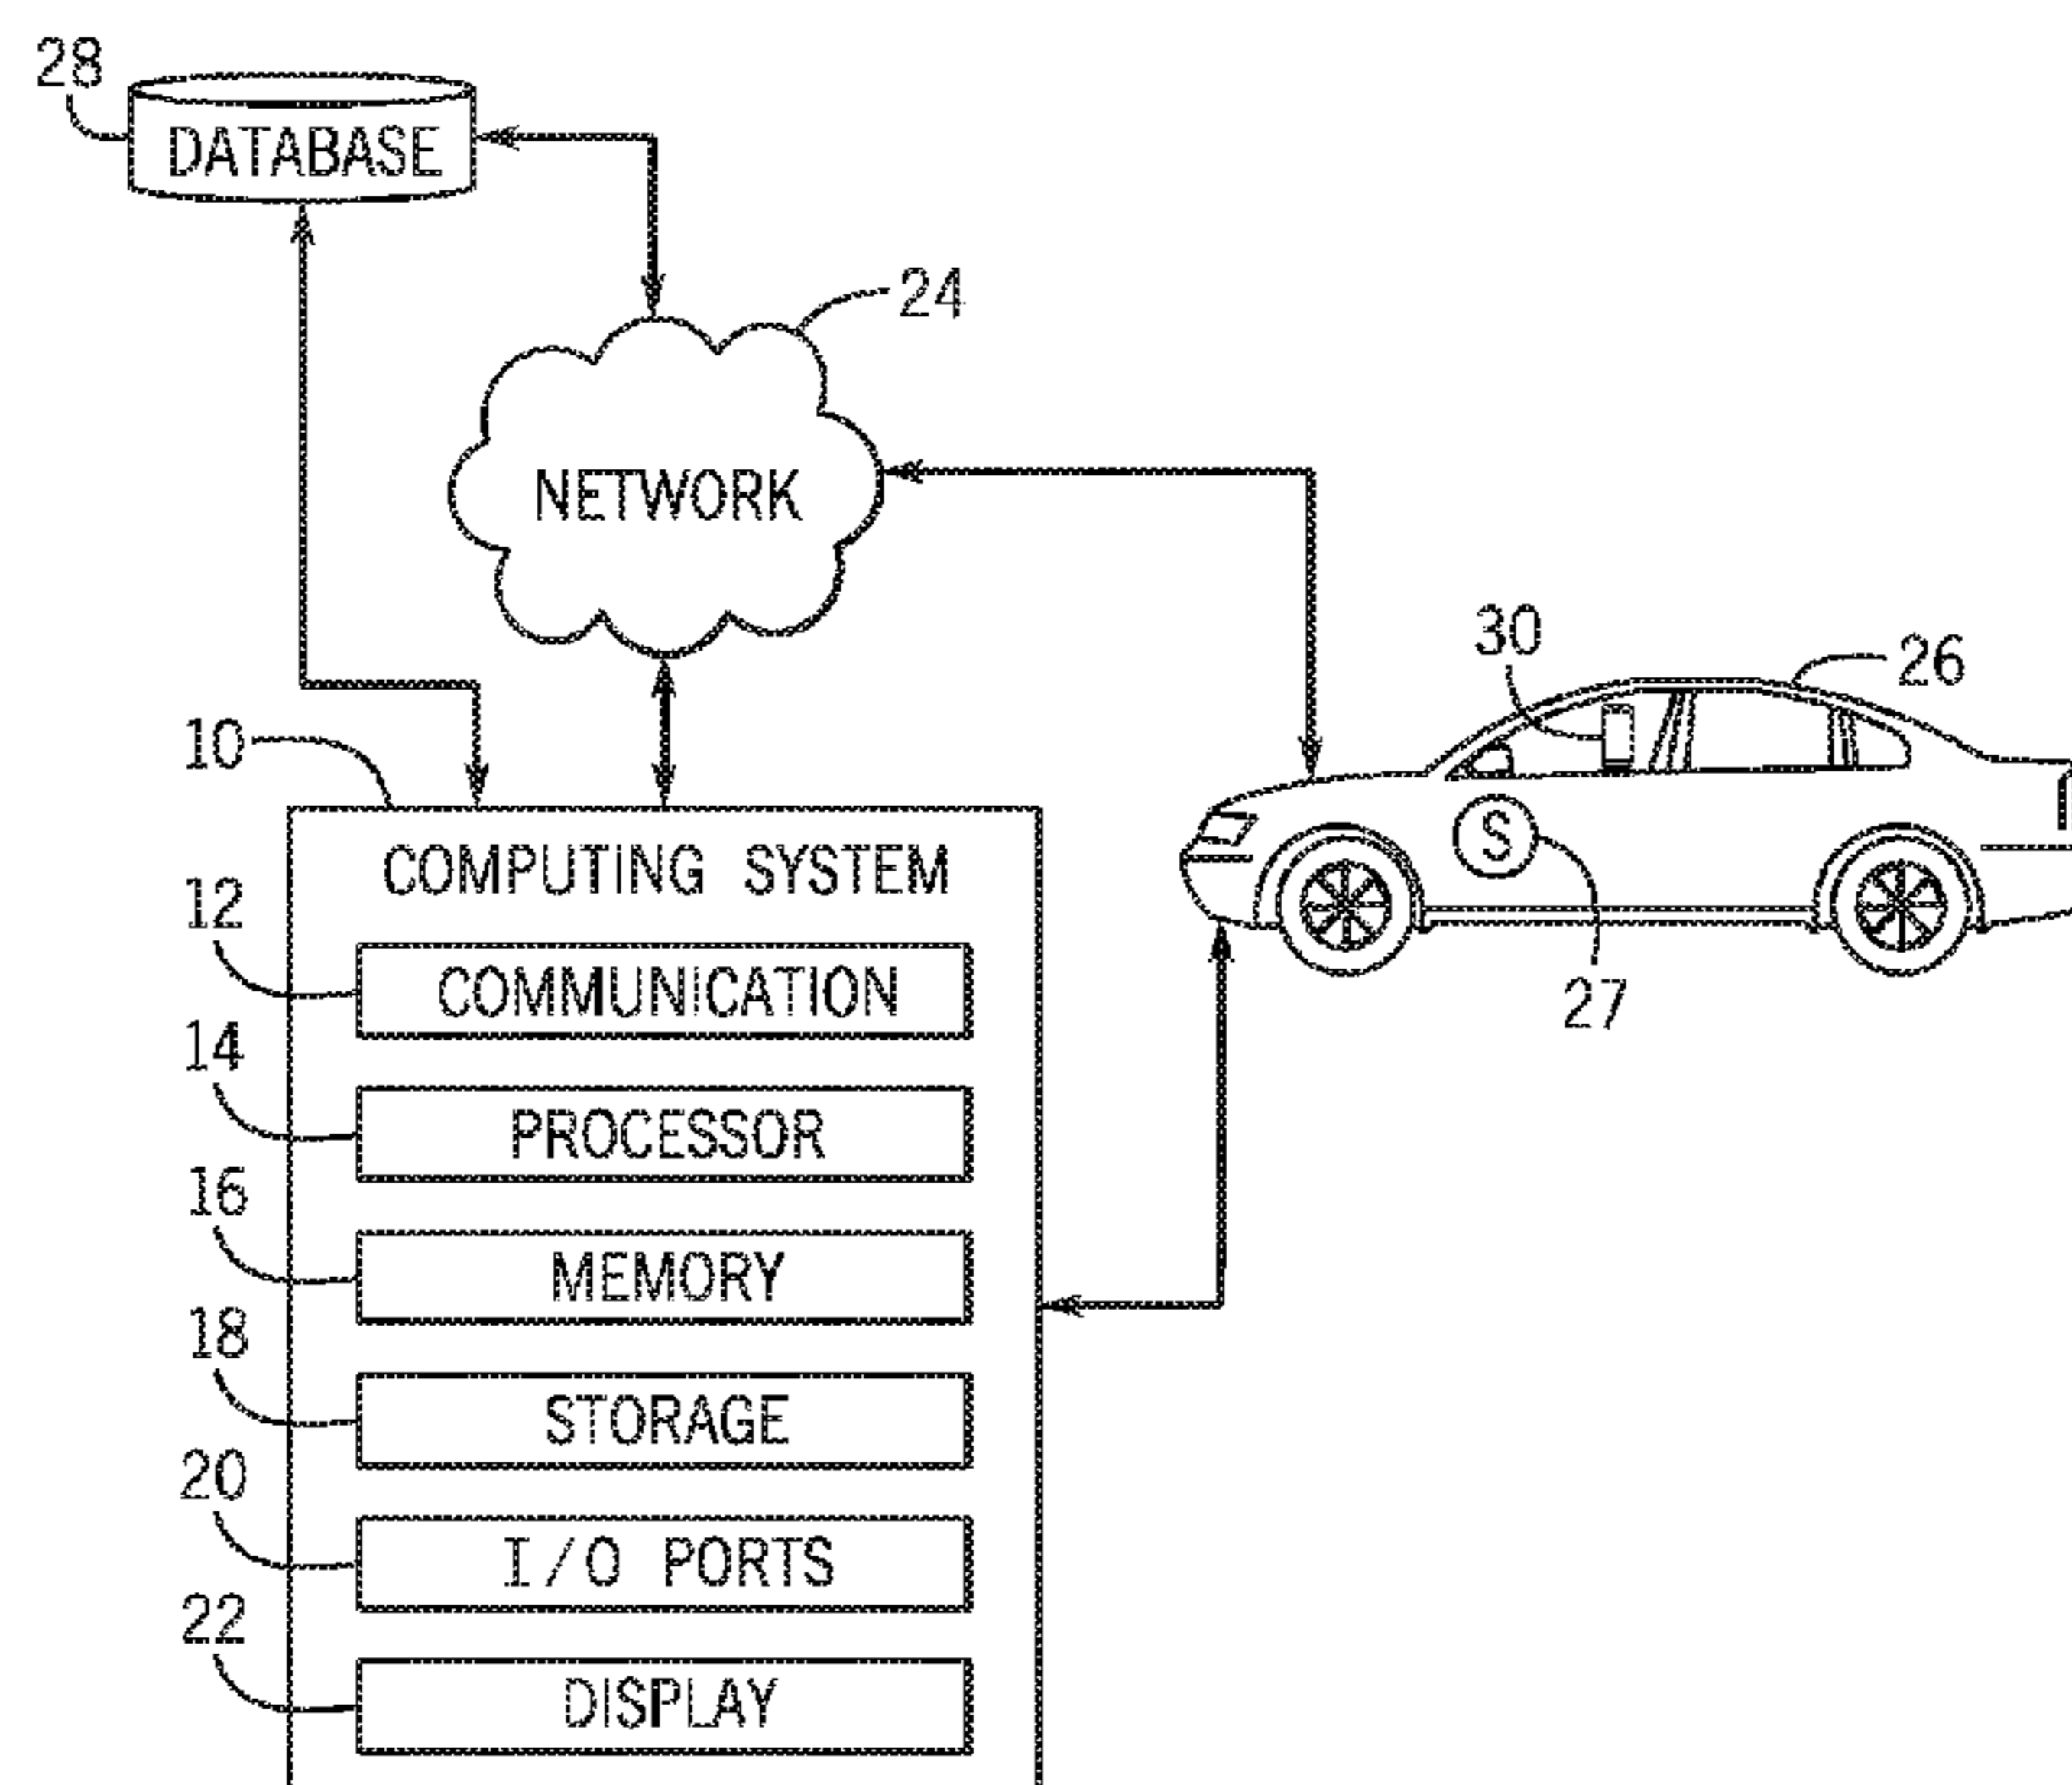 28
DATABASE
24
NETWORK
30
26
10
COMPUTING SYSTEM
S
12
COMMUNICATION
27
14
PROCESSOR
16
MEMORY
18
STORAGE
20
I/O PORTS
22
DISPLAY